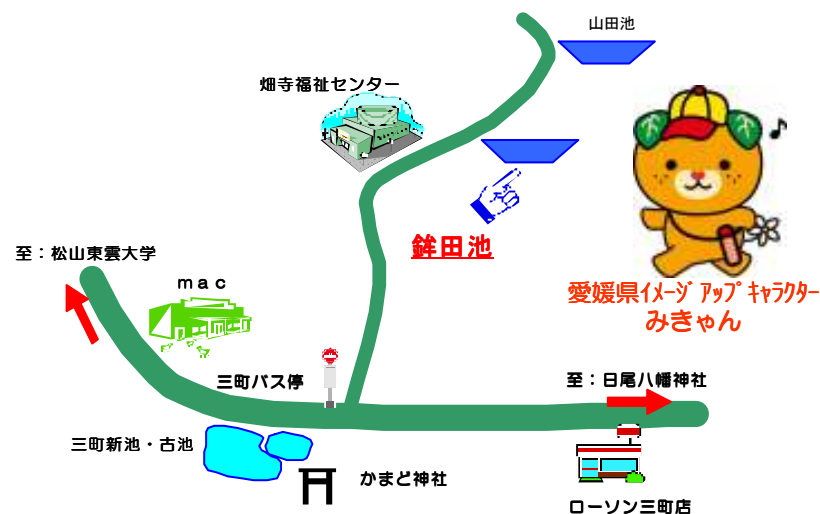 山田池
畑寺福祉センター
鉾田池
至：松山東雲大学
ｍａｃ
愛媛県ｲﾒｰｼﾞｱｯﾌﾟｷｬﾗｸﾀｰ
みきゃん
三町バス停
至：日尾八幡神社
三町新池・古池
かまど神社
ローソン三町店